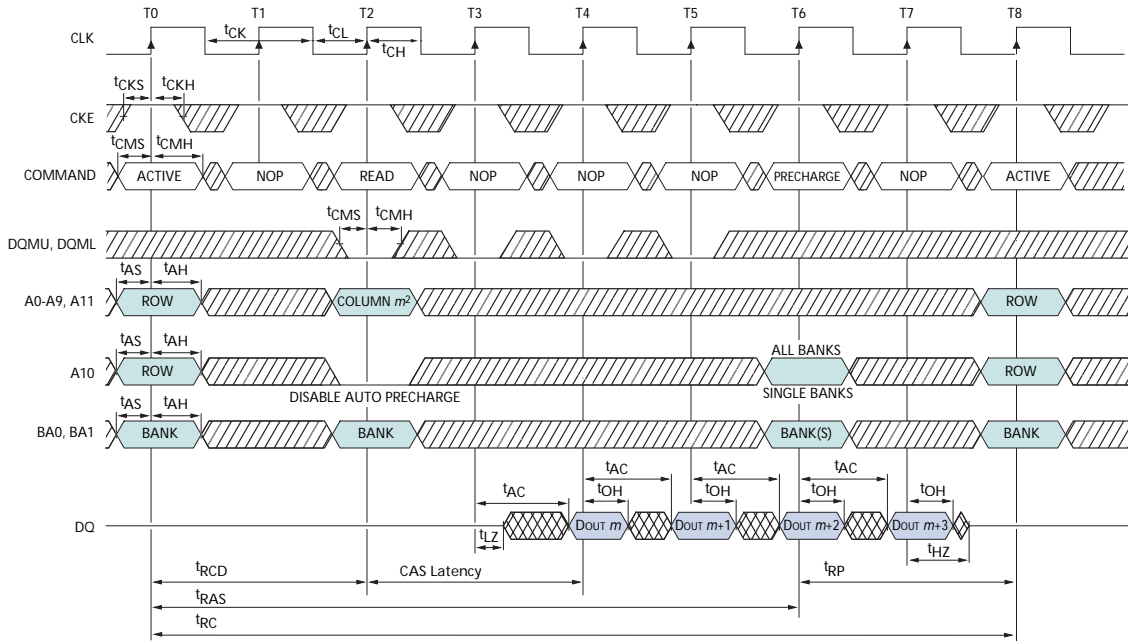 T0 T1 T2 T3 T4 T5 T6 T7 T8
CLK
tCK tCL
tCH
tCKS tCKH
CKE
tCMS tCMH
COMMAND ACTIVE NOP READ NOP NOP NOP PRECHARGE NOP ACTIVE
tCMS tCMH
DQMU, DQML
tAS tAH
A0-A9, A11 ROW COLUMN m2 ROW
tAS tAH
ALL BANKS
A10 ROW ROW
DISABLE AUTO PRECHARGE SINGLE BANKS
tAS tAH
BA0, BA1 BANK BANK BANK(S) BANK
tAC tAC tAC
tAC tOH tOH tOH tOH
DQ DOUT m DOUT m+1 DOUT m+2 DOUT m+3
tLZ tHZ
tRCD CAS Latency tRP
tRAS
tRC